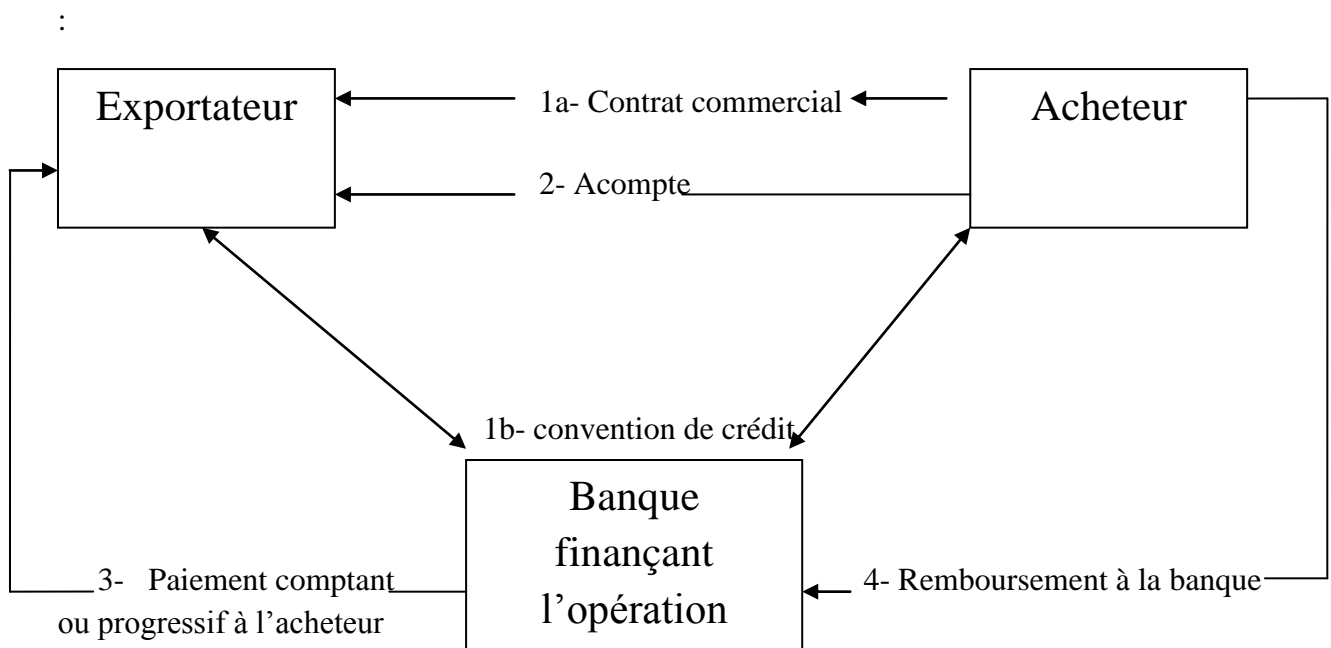 :
Exportateur
1a- Contrat commercial
Acheteur
2- Acompte
1b- convention de crédit
Banque
finançant
l’opération
3- Paiement comptant
ou progressif à l’acheteur
4- Remboursement à la banque